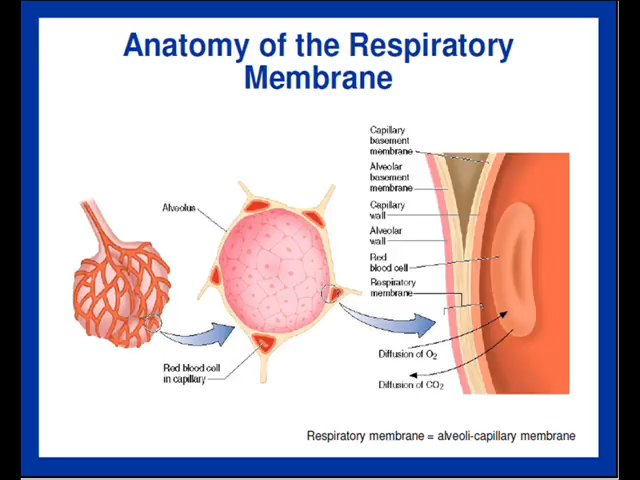 Anatomy of the Respiratory
Membrane
Capillary
basement
membrane
Alveolar
basement
membrane
Capillary
wall
Alveolar
wall
Red
blood cell
Respiratory
membrane
Alveolus
Red blood cell
in capillary
Diffusion of O₂
Diffusion of CO₂
Respiratory membrane = alveoli-capillary membrane